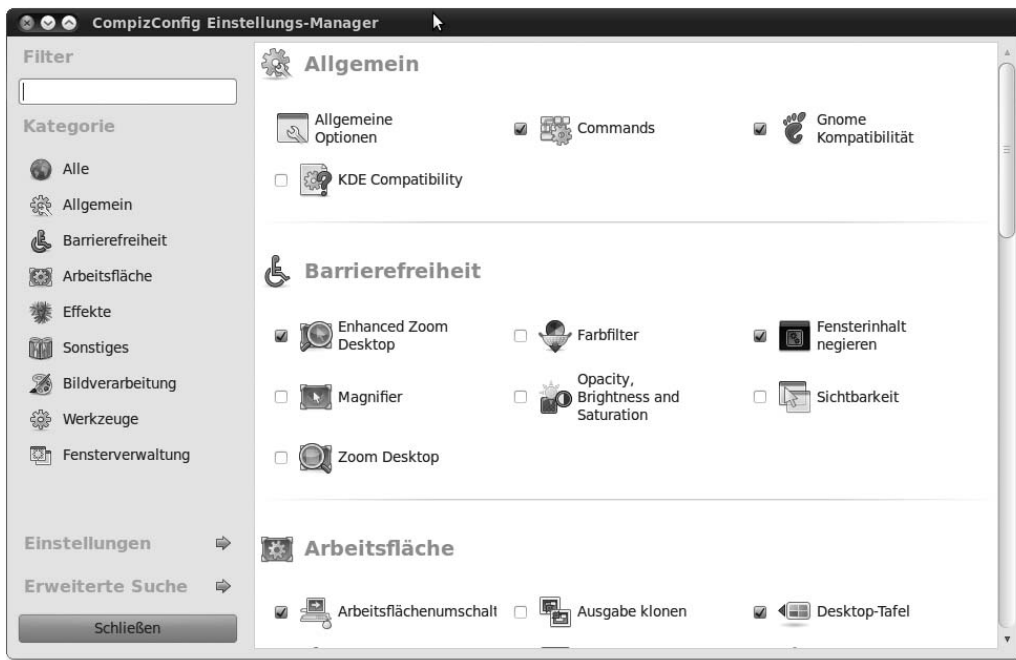 CompizConfig Einstellungs-Manager
Filter
Kategorie
Alle
Allgemein
Barrierefreiheit
Arbeitsfläche
Effekte
Sonstiges
Bildverarbeitung
Werkzeuge
Fensterverwaltung
Einstellungen
Erweiterte Suche
Schließen
Allgemein
Allgemeine
Optionen
Commands
Gnome
Kompatibilität
KDE Compatibility
Barrierefreiheit
Enhanced Zoom
Desktop
Farbfilter
Fensterinhalt
negieren
Magnifier
Opacity,
Brightness and
Saturation
Sichtbarkeit
Zoom Desktop
Arbeitsfläche
Arbeitsflächenumschalt
Ausgabe klonen
Desktop-Tafel